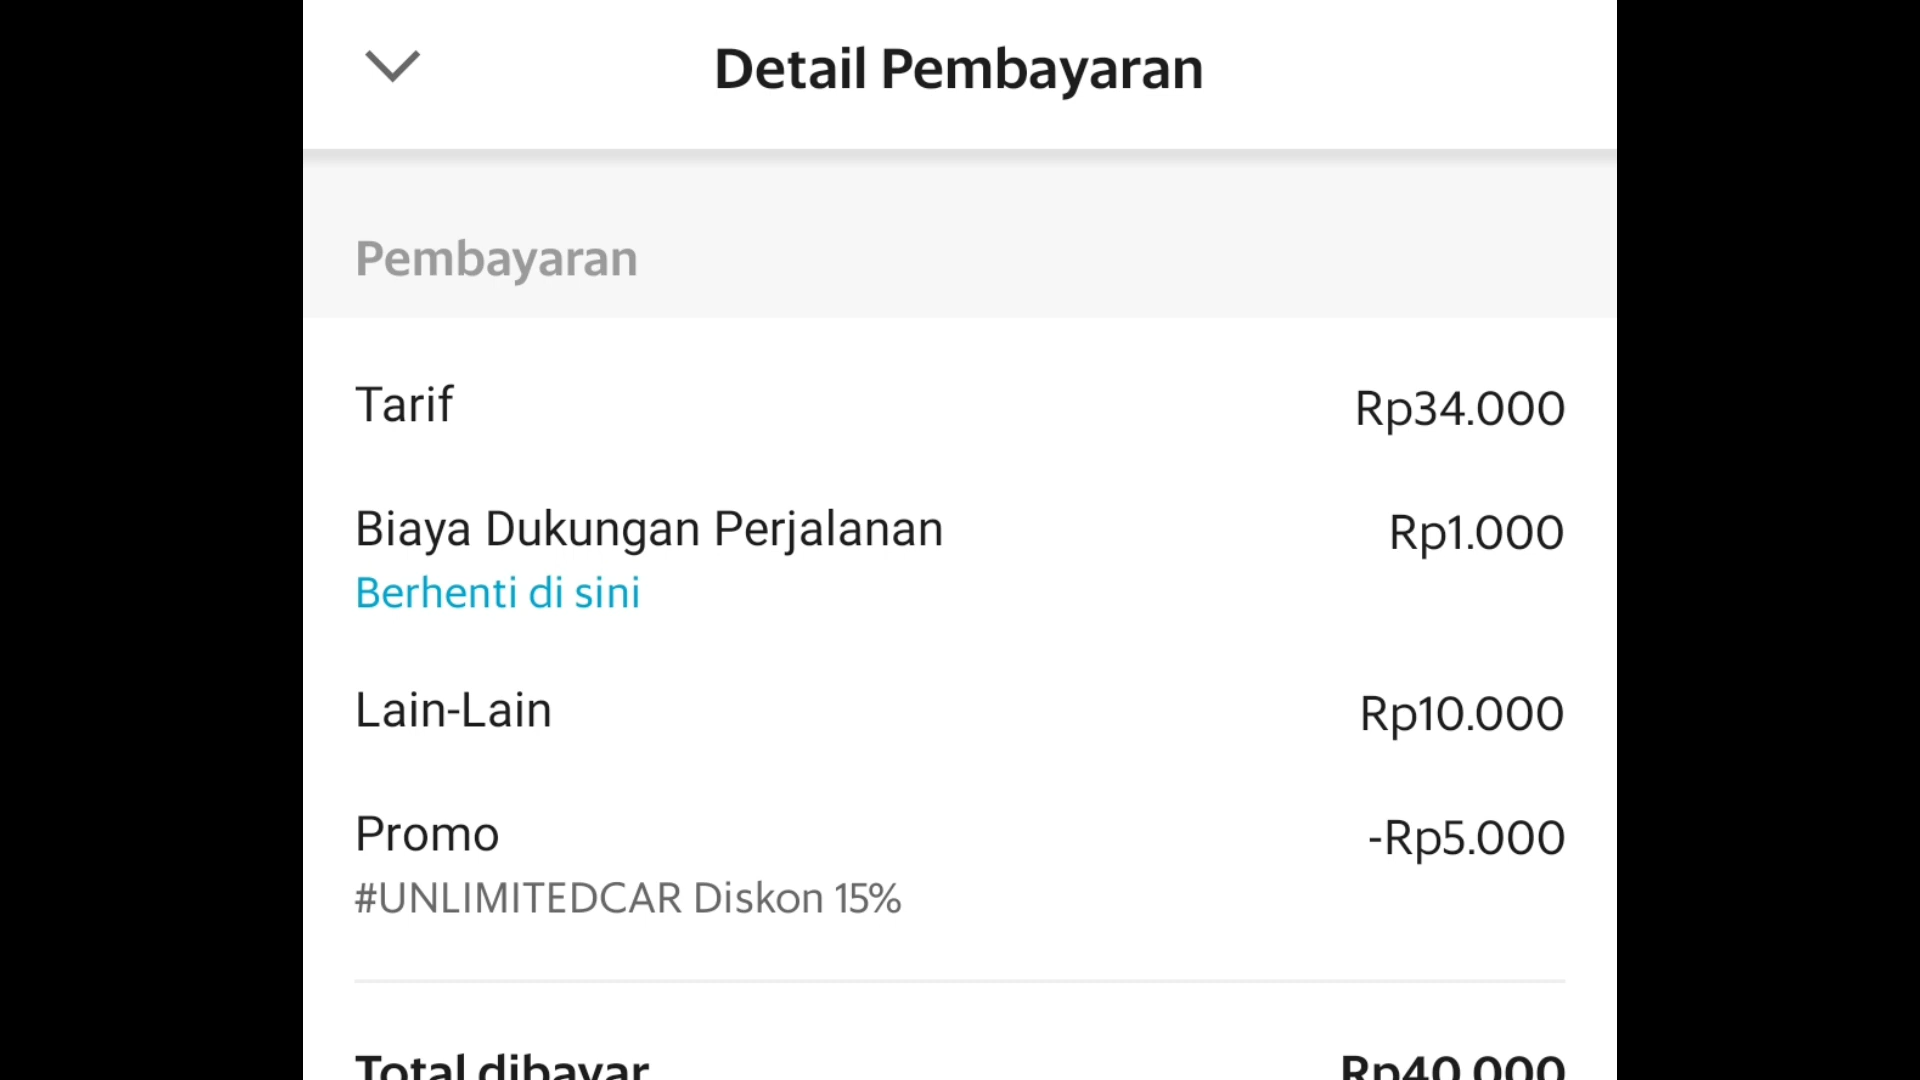 Detail Pembayaran
Pembayaran
Tarif Rp34.000
Biaya Dukungan Perjalanan Rp1.000
Berhenti di sini
Lain-Lain Rp10.000
Promo -Rp5.000
#UNLIMITEDCAR Diskon 15%
Total dibayar Rp40.000